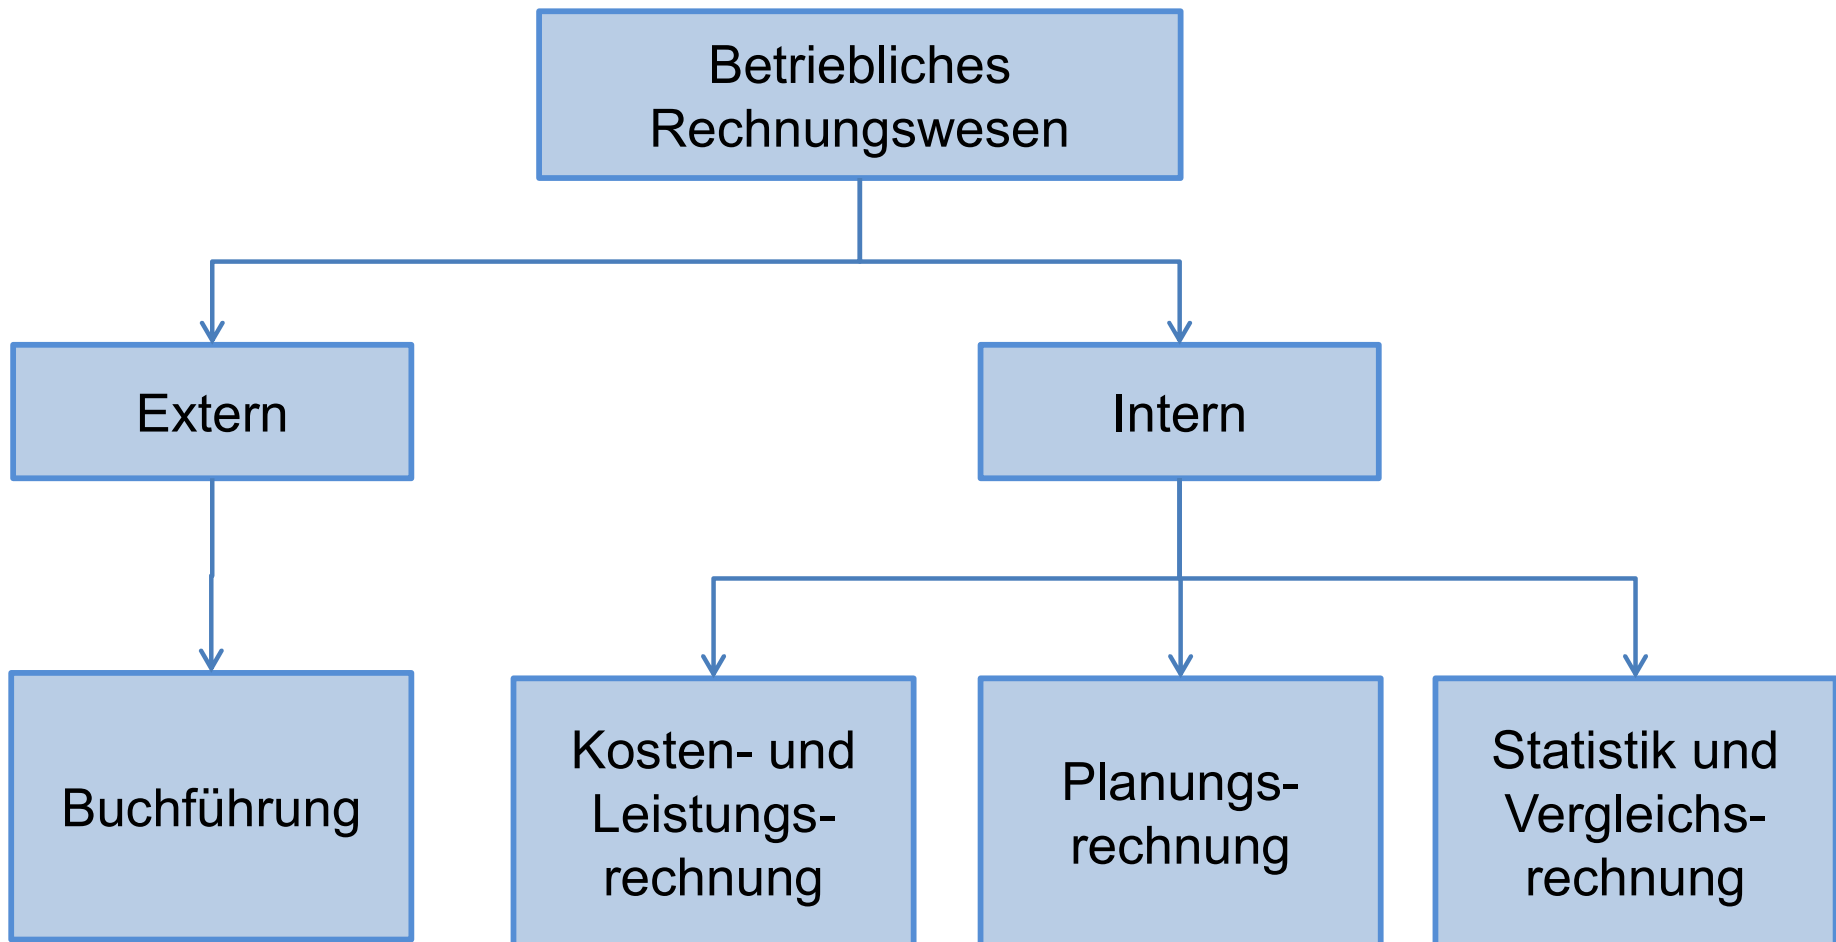 Betriebliches
Rechnungswesen
Extern
Intern
Buchführung
Kosten- und
Leistungs-
rechnung
Planungs-
rechnung
Statistik und
Vergleichs-
rechnung